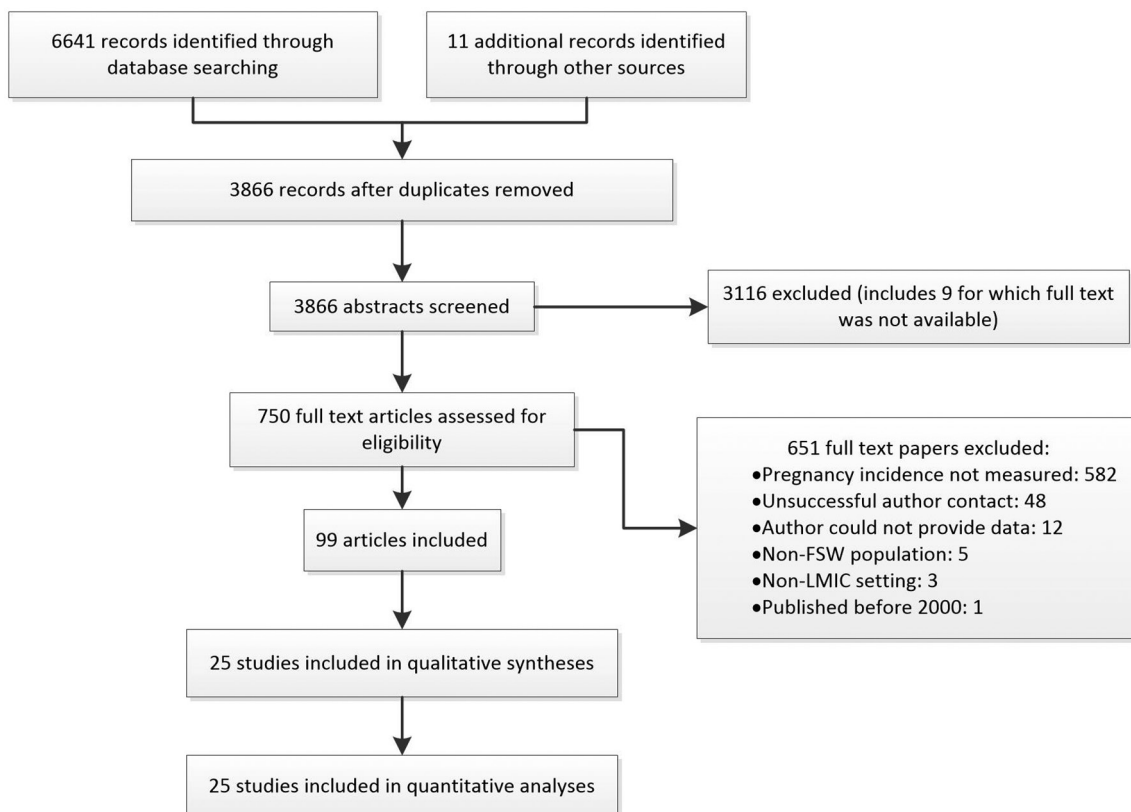 6641 records identified through
database searching
11 additional records identified
through other sources
3866 records after duplicates removed
3866 abstracts screened
3116 excluded (includes 9 for which full text
was not available)
750 full text articles assessed for
eligibility
651 full text papers excluded:
●Pregnancy incidence not measured: 582
●Unsuccessful author contact: 48
●Author could not provide data: 12
●Non-FSW population: 5
●Non-LMIC setting: 3
●Published before 2000: 1
99 articles included
25 studies included in qualitative syntheses
25 studies included in quantitative analyses